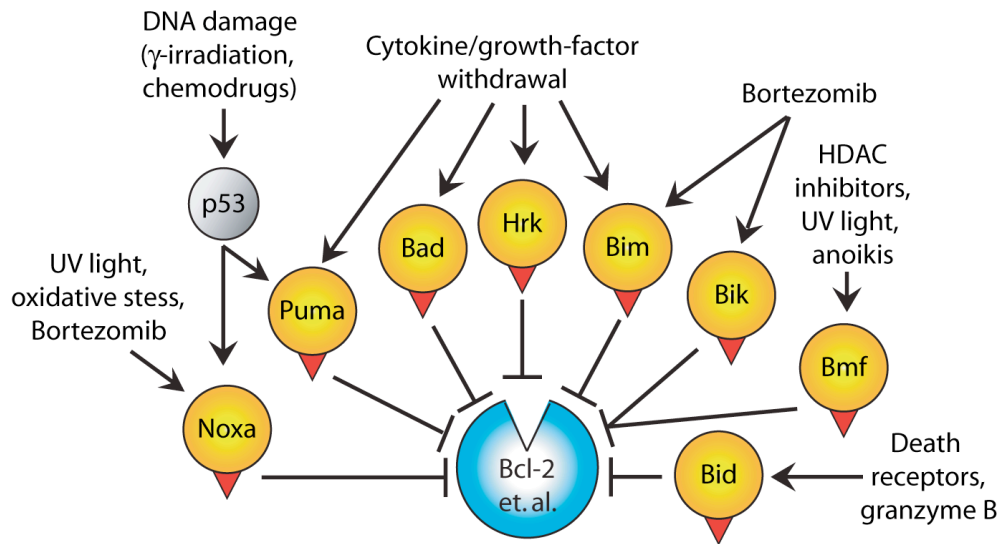 DNA damage
(γ-irradiation,
chemodrugs)
Cytokine/growth-factor
withdrawal
Bortezomib
HDAC
inhibitors,
UV light,
anoikis
p53
Hrk
Bad
Bim
UV light,
oxidative stess,
Bortezomib
Puma
Bik
Bmf
Noxa
Bcl-2
et. al.
Bid
Death
receptors,
granzyme B